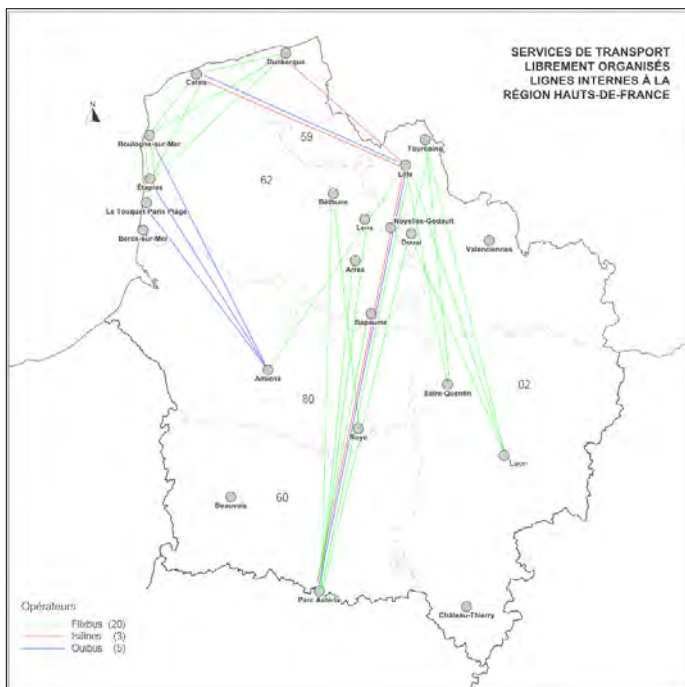 SERVICES DE TRANSPORT
LIBREMENT ORGANISÉS
LIGNES INTERNES À LA
RÉGION HAUTS-DE-FRANCE
Dunkerque
Calais
N
59
Boulogne-sur-Mer
Tourcoing
Lille
62
Étaples
Béthune
Le Touquet Paris Plage
Lens
Noyelles-Godault
Berck-sur-Mer
Douai
Valenciennes
Arras
Bapaume
Amiens
02
Saint-Quentin
80
Roye
Laon
60
Beauvais
Parc Astérix
Château-Thierry
Opérateurs
Flixbus (20)
Isilines (3)
Ouibus (5)